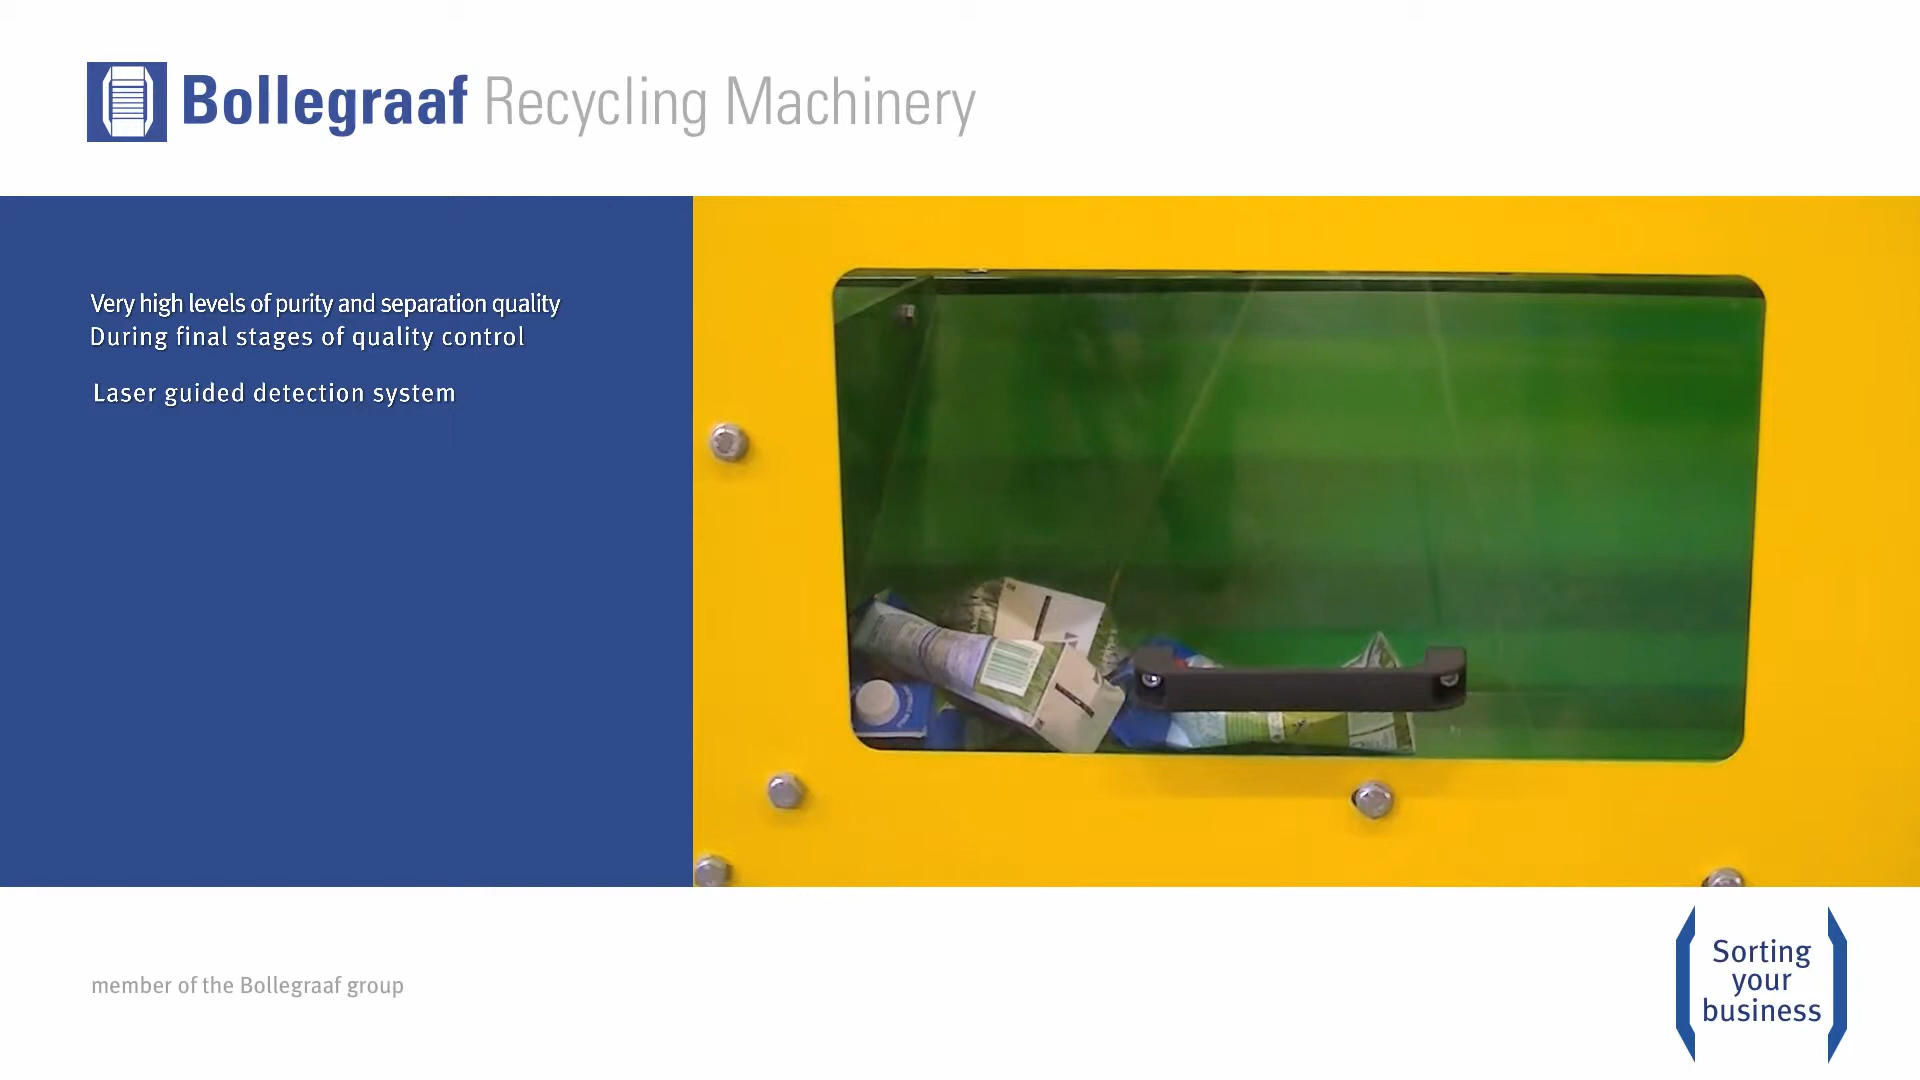 Bollegraaf Recycling Machinery
Very high levels of purity and separation quality
During final stages of quality control
Laser guided detection system
member of the Bollegraaf group
Sorting
your
business